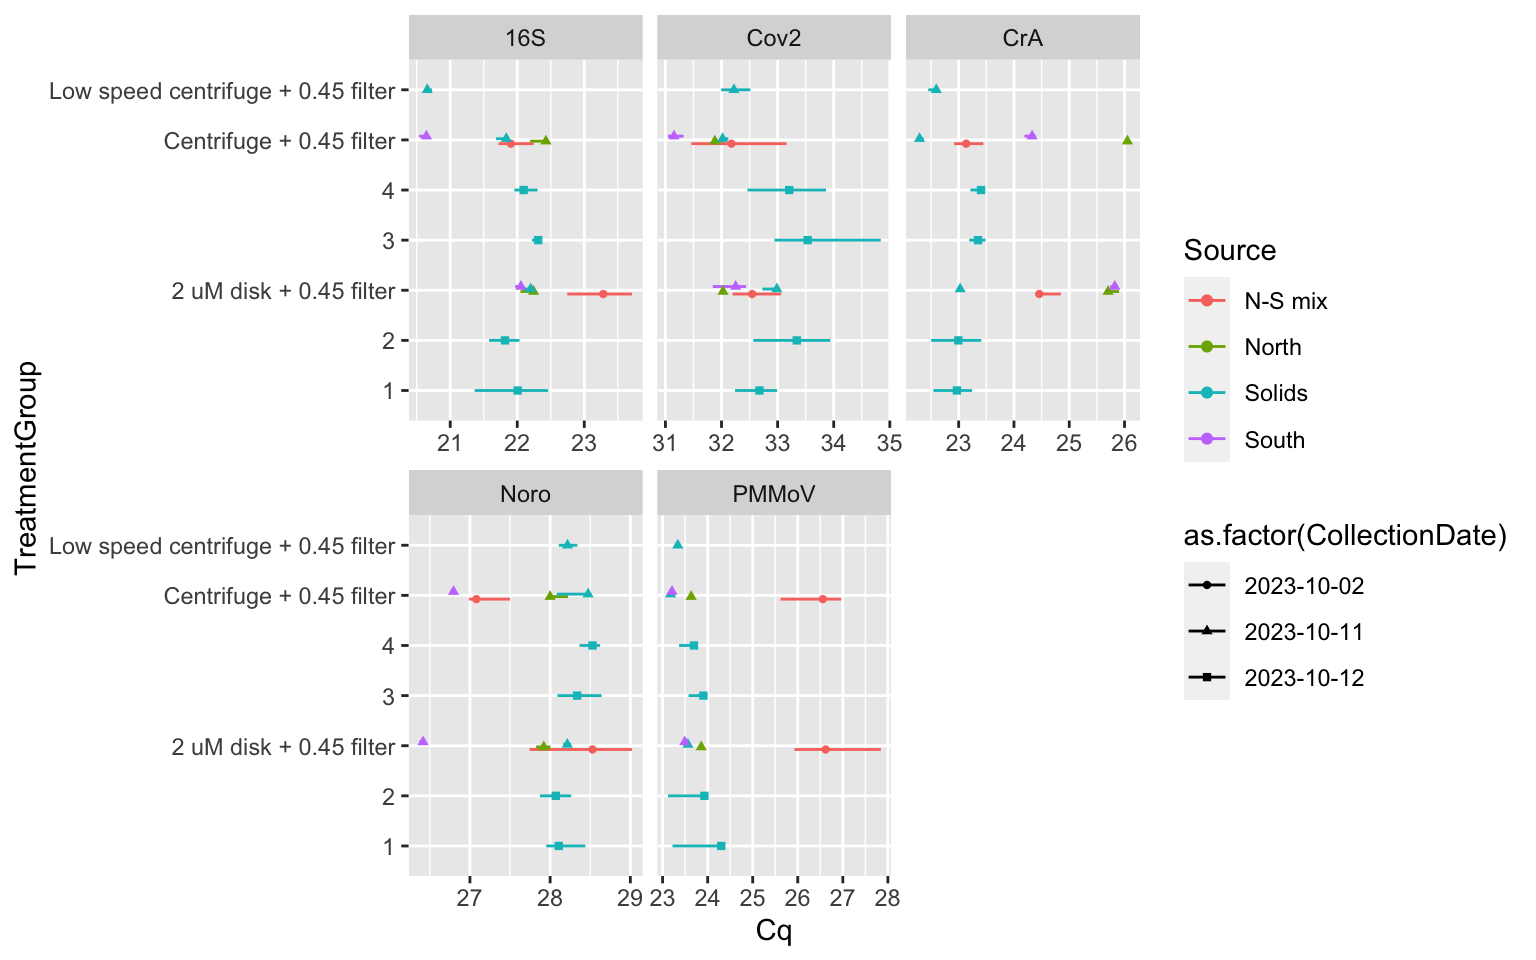 16S Cov2 CrA
Low speed centrifuge + 0.45 filter
Centrifuge + 0.45 filter
4
3
2 uM disk + 0.45 filter
2
1
21 22 23 31 32 33 34 35 23 24 25 26
Noro PMMoV
Low speed centrifuge + 0.45 filter
Centrifuge + 0.45 filter
4
3
2 uM disk + 0.45 filter
2
1
27 28 29 23 24 25 26 27 28
Cq
TreatmentGroup
Source
N-S mix
North
Solids
South
as.factor(CollectionDate)
2023-10-02
2023-10-11
2023-10-12